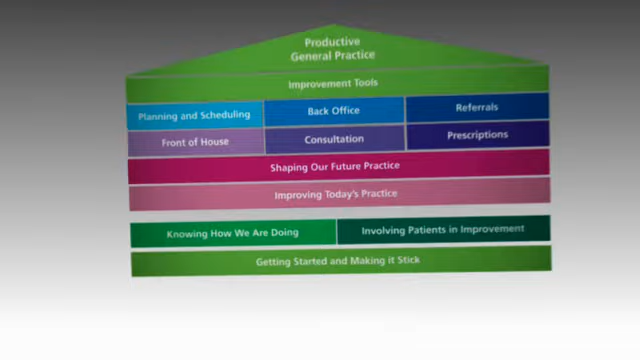 Productive
General Practice
Improvement Tools
Planning and Scheduling
Back Office
Referrals
Front of House
Consultation
Prescriptions
Shaping Our Future Practice
Improving Today's Practice
Knowing How We Are Doing
Involving Patients in Improvement
Getting Started and Making it Stick